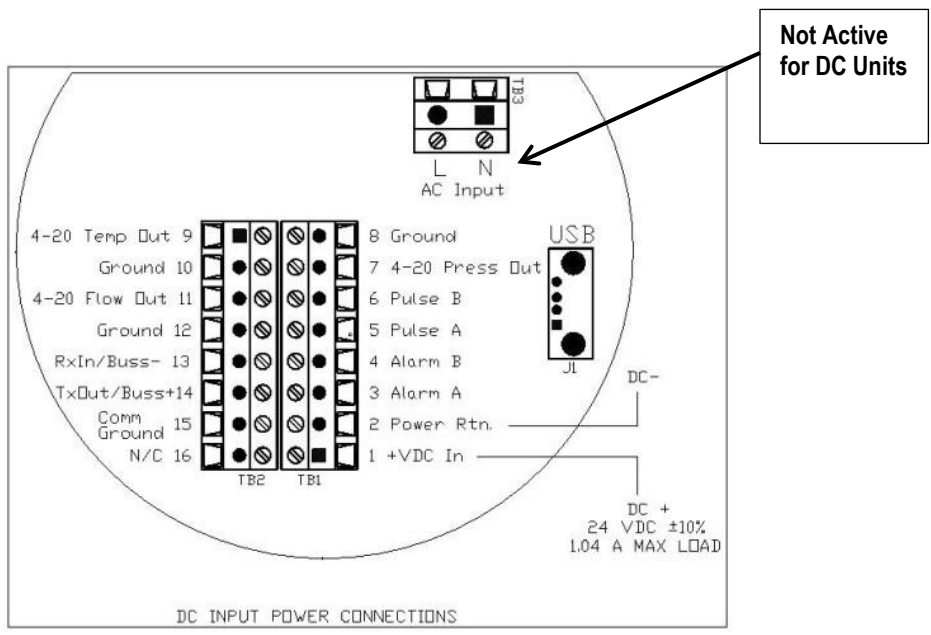 Not Active
for DC Units
TB3
L N
AC Input
4-20 Temp Out 9
8 Ground
USB
Ground 10
7 4-20 Press Out
4-20 Flow Out 11
6 Pulse B
Ground 12
5 Pulse A
RxIn/Buss- 13
4 Alarm B
J1
DC-
TxOut/Buss+14
3 Alarm A
Comm
Ground 15
2 Power Rtn.
N/C 16
1 +VDC In
TB2 TB1
DC +
24 VDC ±10%
1.04 A MAX LOAD
DC INPUT POWER CONNECTIONS